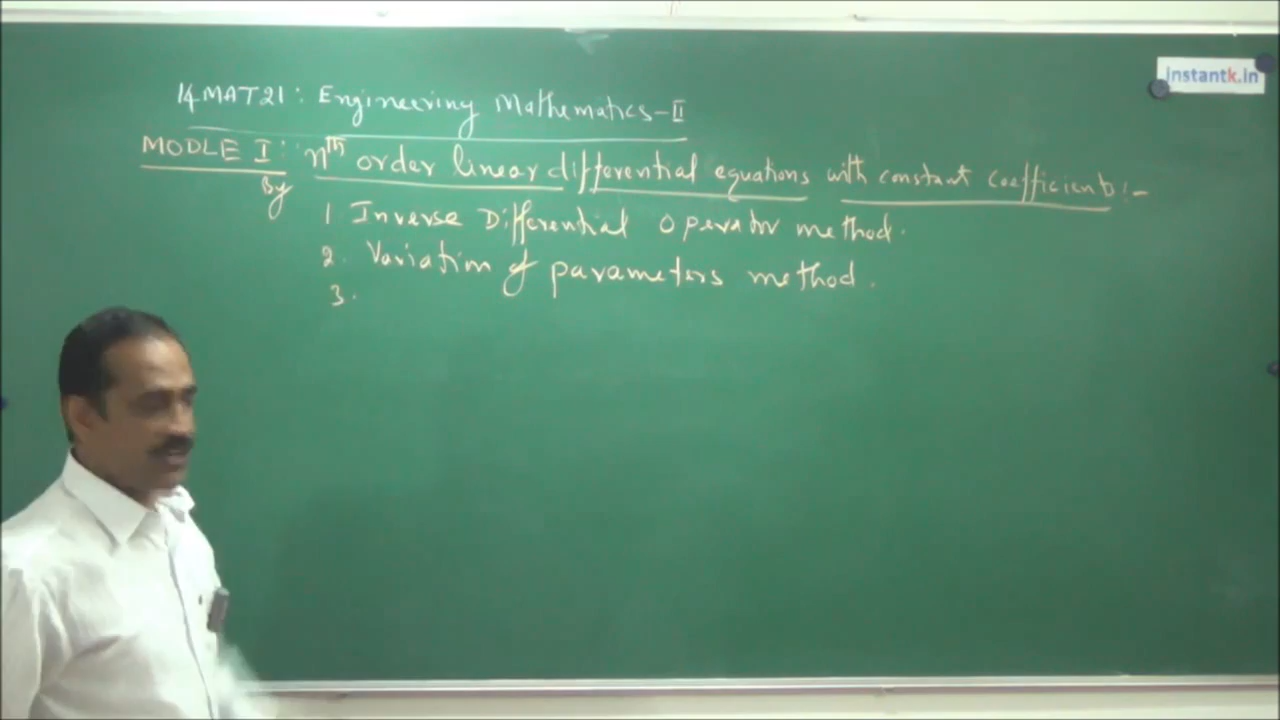 instantk.in
14MAT21: Engineering Mathematics-II
MODLE I: nth order linear differential equations with constant coefficients:-
By
1 Inverse Differential Operator method.
2. Variation of parameters method.
3.